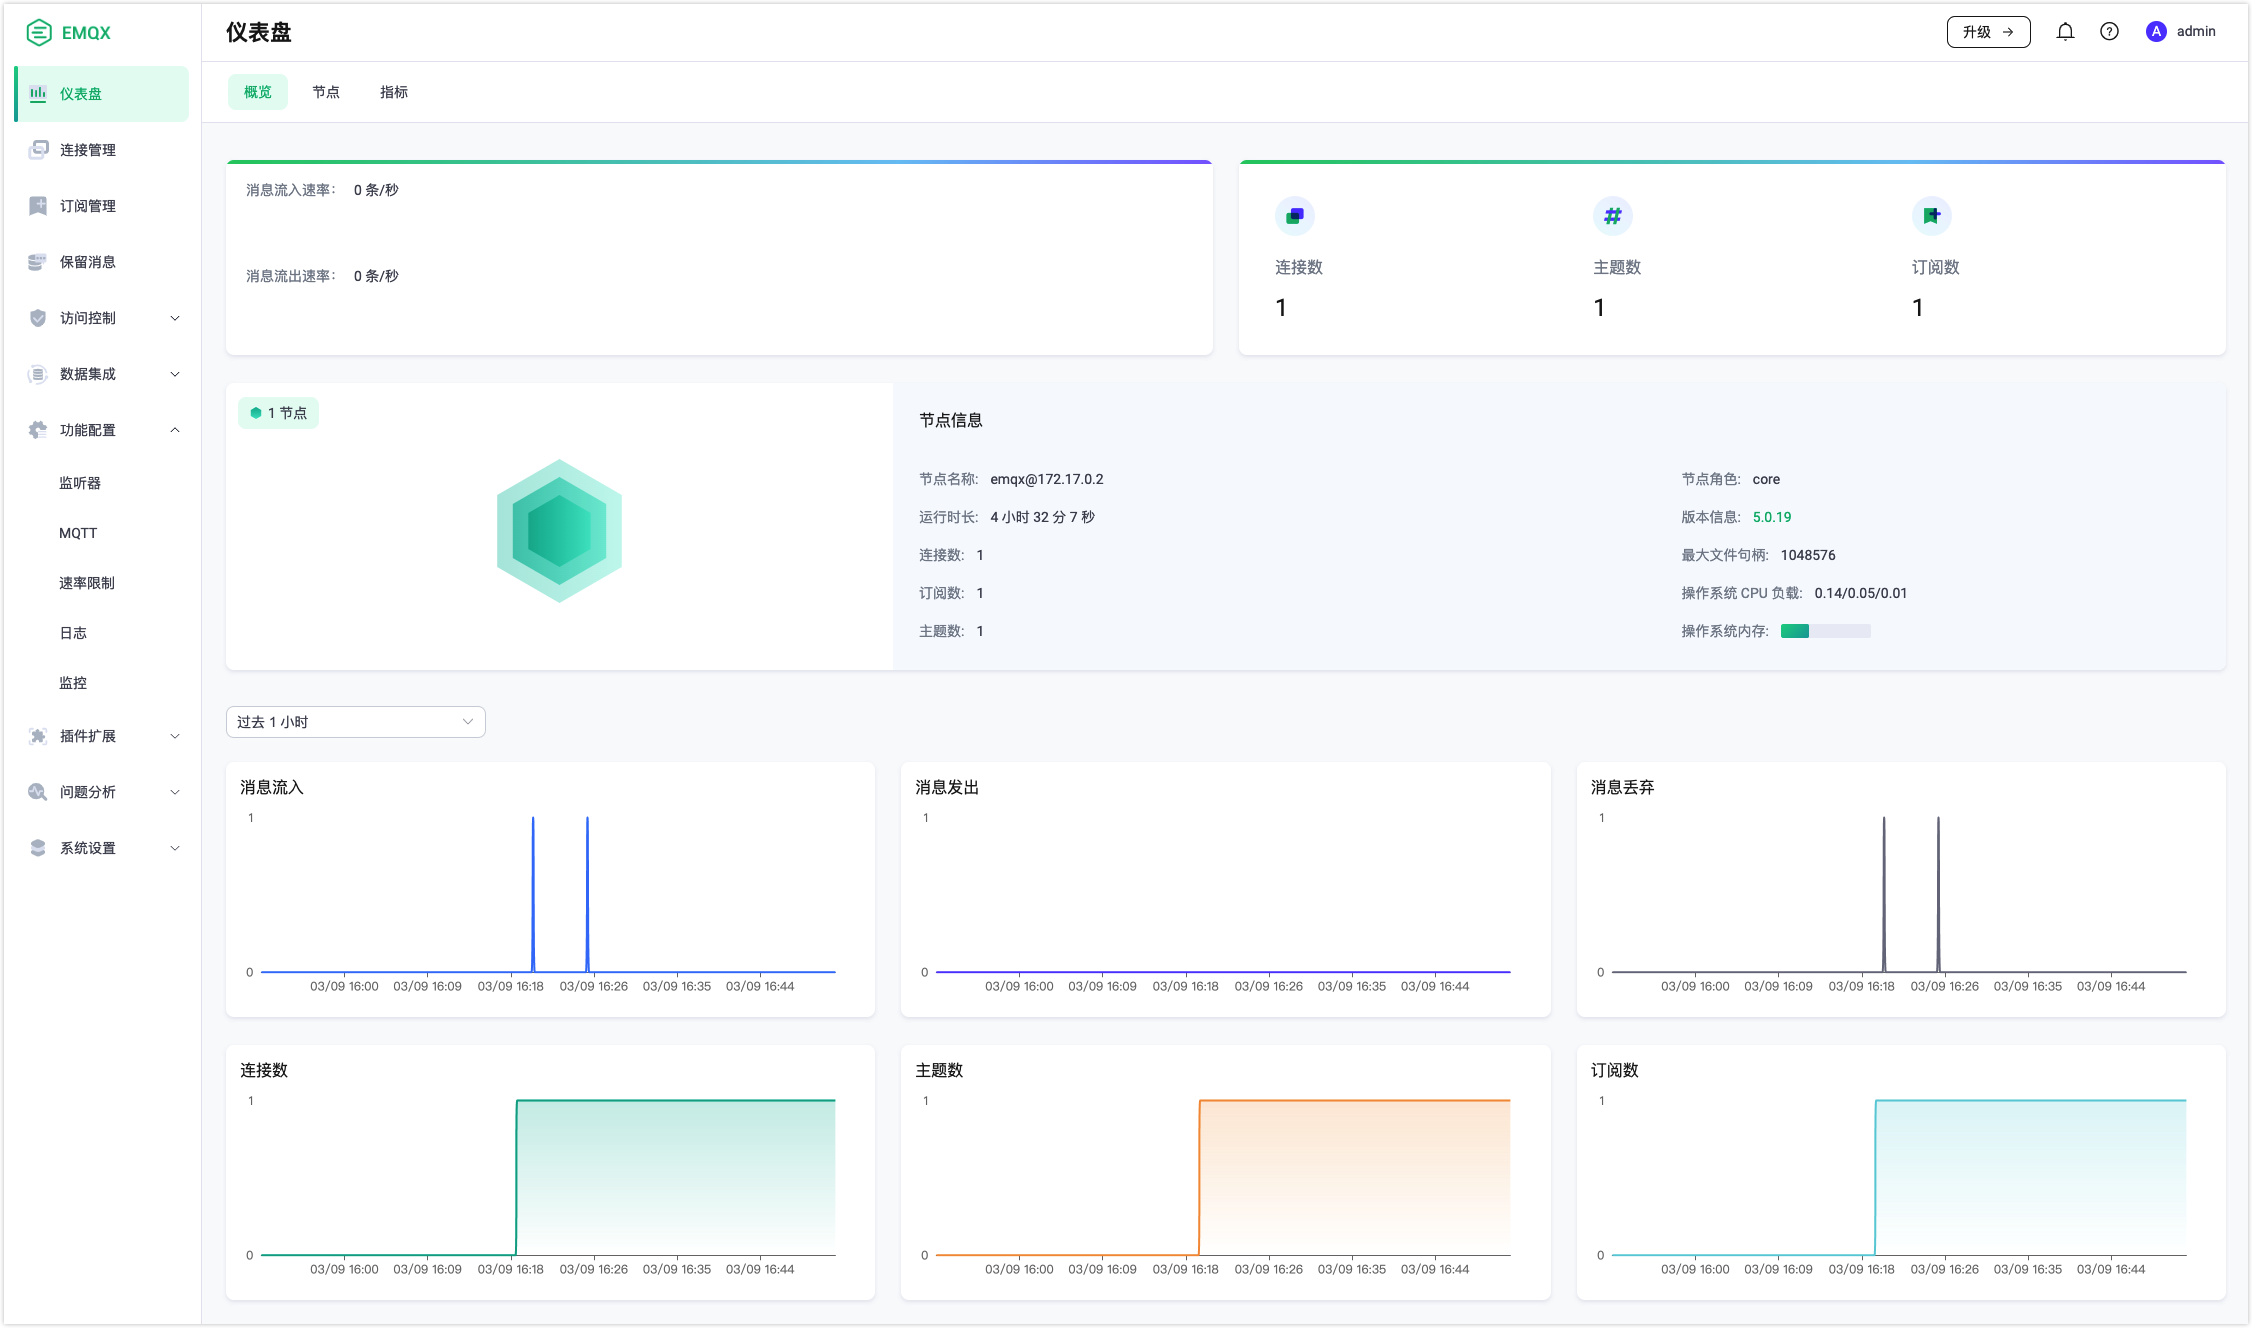 EMQX
仪表盘
连接管理
订阅管理
保留消息
访问控制
数据集成
功能配置
监听器
MQTT
速率限制
日志
监控
插件扩展
问题分析
系统设置
仪表盘
升级 →
?
A admin
概览 节点 指标
消息流入速率: 0 条/秒
消息流出速率: 0 条/秒
连接数 主题数 订阅数
1 1 1
1 节点
节点信息
节点名称: emqx@172.17.0.2
运行时长: 4 小时 32 分 7 秒
连接数: 1
订阅数: 1
主题数: 1
节点角色: core
版本信息: 5.0.19
最大文件句柄: 1048576
操作系统 CPU 负载: 0.14/0.05/0.01
操作系统内存:
过去 1 小时
消息流入
1
0
03/09 16:00 03/09 16:09 03/09 16:18 03/09 16:26 03/09 16:35 03/09 16:44
消息发出
1
0
03/09 16:00 03/09 16:09 03/09 16:18 03/09 16:26 03/09 16:35 03/09 16:44
消息丢弃
1
0
03/09 16:00 03/09 16:09 03/09 16:18 03/09 16:26 03/09 16:35 03/09 16:44
连接数
1
0
03/09 16:00 03/09 16:09 03/09 16:18 03/09 16:26 03/09 16:35 03/09 16:44
主题数
1
0
03/09 16:00 03/09 16:09 03/09 16:18 03/09 16:26 03/09 16:35 03/09 16:44
订阅数
1
0
03/09 16:00 03/09 16:09 03/09 16:18 03/09 16:26 03/09 16:35 03/09 16:44